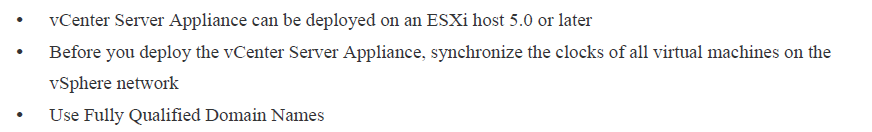 • vCenter Server Appliance can be deployed on an ESXi host 5.0 or later
• Before you deploy the vCenter Server Appliance, synchronize the clocks of all virtual machines on the
vSphere network
• Use Fully Qualified Domain Names